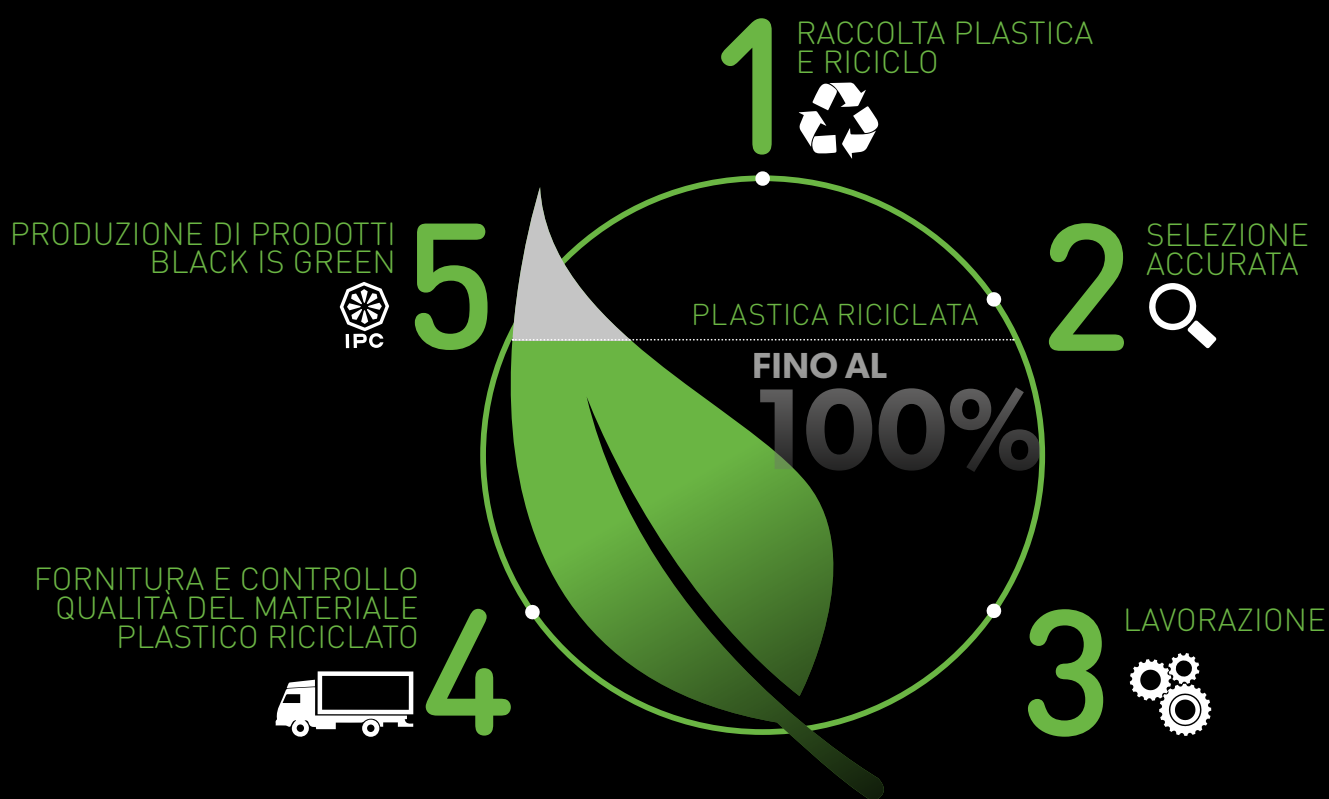 1
RACCOLTA PLASTICA
E RICICLO
2
SELEZIONE
ACCURATA
3
LAVORAZIONE
4
FORNITURA E CONTROLLO
QUALITÀ DEL MATERIALE
PLASTICO RICICLATO
5
PRODUZIONE DI PRODOTTI
BLACK IS GREEN
IPC
PLASTICA RICICLATA
FINO AL
100%